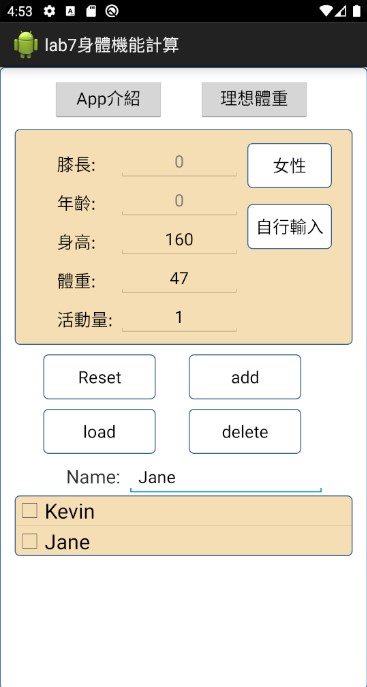 4:53
lab7身體機能計算
App介紹 理想體重
膝長: 0 女性
年齡: 0
身高: 160 自行輸入
體重: 47
活動量: 1
Reset add
load delete
Name: Jane
Kevin
Jane